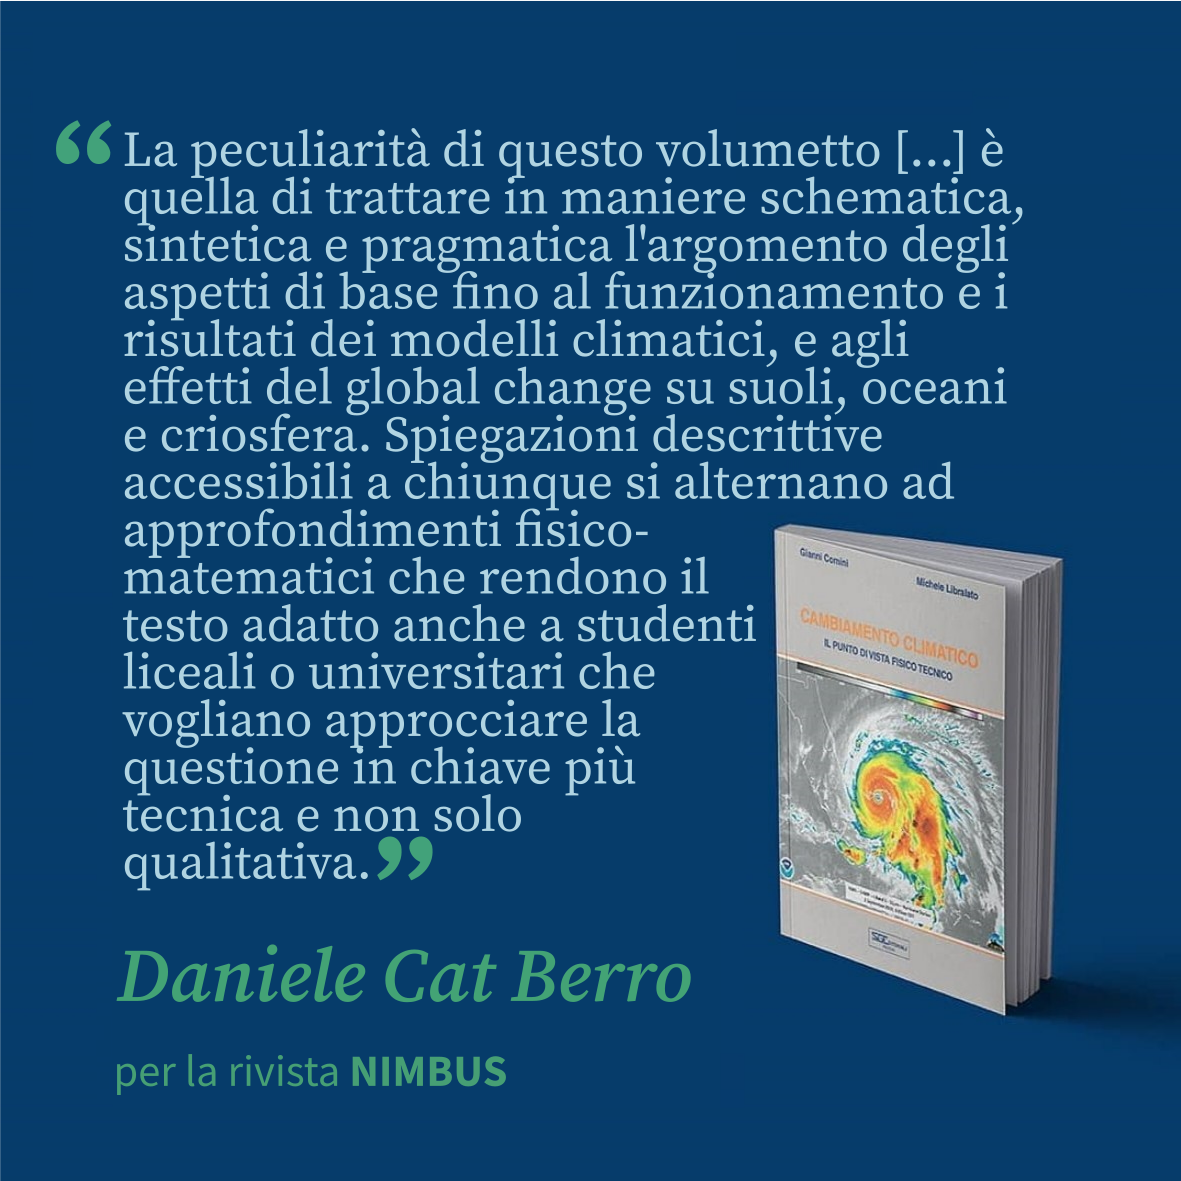 “La peculiarità di questo volumetto [...] è
quella di trattare in maniere schematica,
sintetica e pragmatica l'argomento degli
aspetti di base fino al funzionamento e i
risultati dei modelli climatici, e agli
effetti del global change su suoli, oceani
e criosfera. Spiegazioni descrittive
accessibili a chiunque si alternano ad
approfondimenti fisico-
matematici che rendono il
testo adatto anche a studenti
liceali o universitari che
vogliano approcciare la
questione in chiave più
tecnica e non solo
qualitativa.”
Gianni Comini
Michele Libralato
CAMBIAMENTO CLIMATICO
IL PUNTO DI VISTA FISICO TECNICO
Daniele Cat Berro
per la rivista NIMBUS